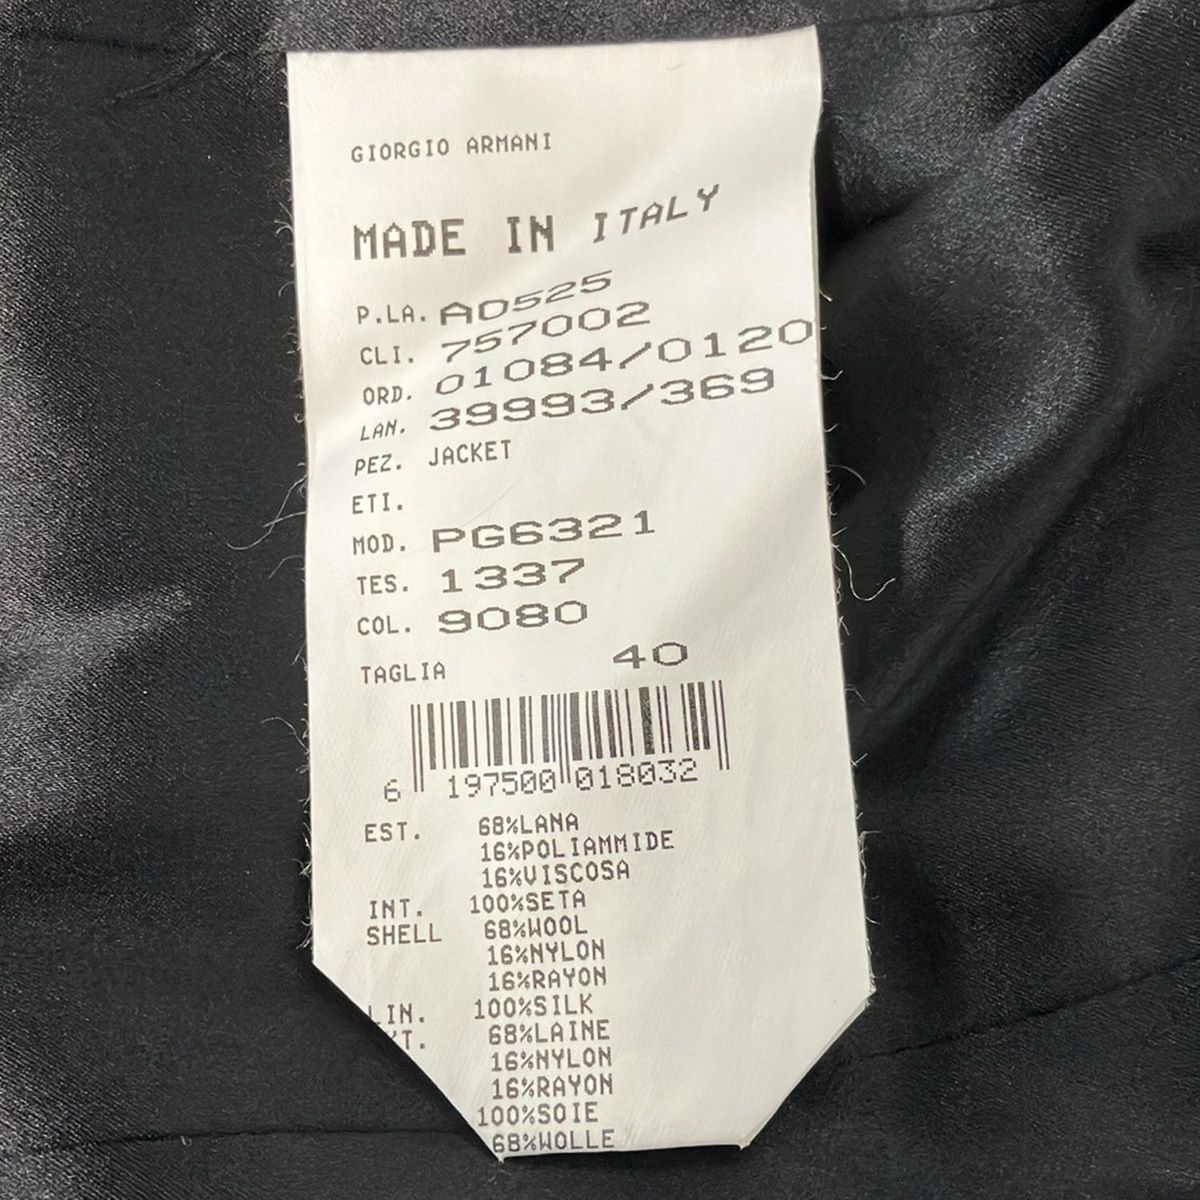 GIORGIO ARMANI
MADE IN ITALY
P.LA. A0525
CLI. 757002
ORD. 01084/0120
LAN. 39993/369
PEZ. JACKET
ETI.
MOD. PG6321
TES. 1337
COL. 9080
TAGLIA 40
6 197500 018032
EST. 68%LANA
16%POLIAMMIDE
16%VISCOSA
INT. 100%SETA
SHELL 68%WOOL
16%NYLON
16%RAYON
LIN. 100%SILK
68%LAINE
16%NYLON
16%RAYON
100%SOIE
68%WOLLE